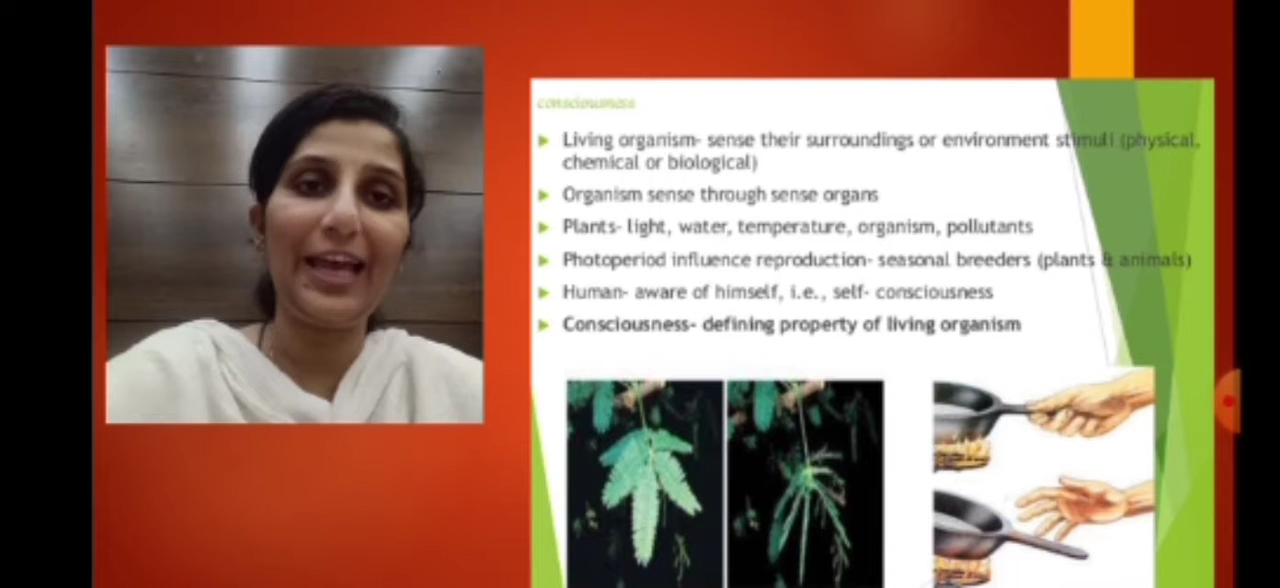 consciousness
Living organism- sense their surroundings or environment stimuli (physical,
chemical or biological)
Organism sense through sense organs
Plants- light, water, temperature, organism, pollutants
Photoperiod influence reproduction- seasonal breeders (plants & animals)
Human- aware of himself, i.e., self- consciousness
Consciousness- defining property of living organism